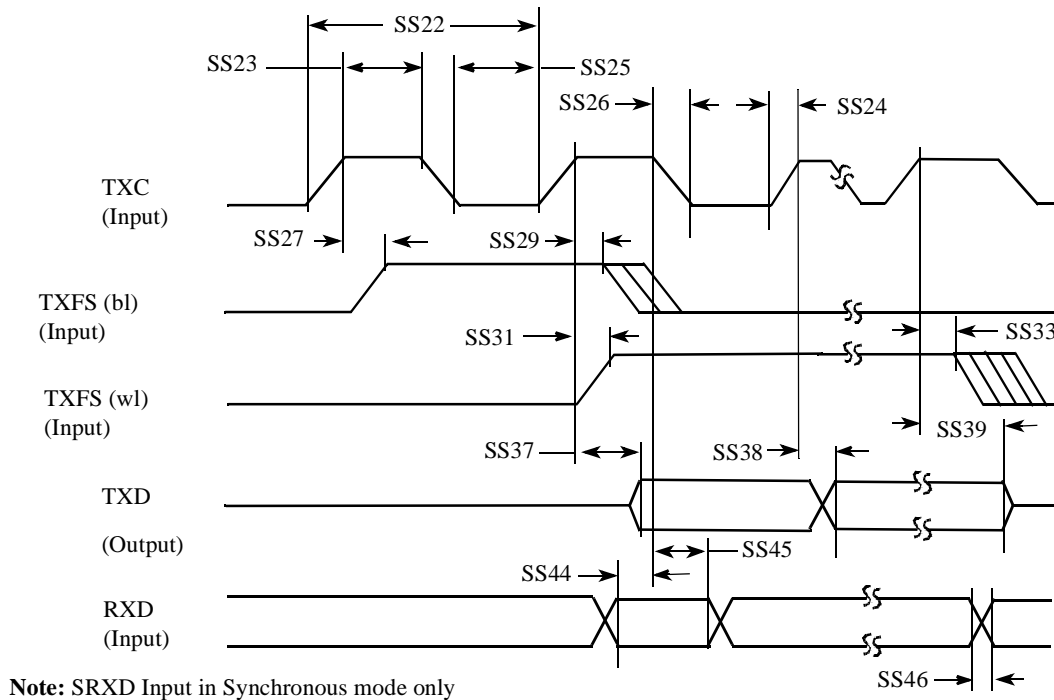 SS22
SS23
SS25
SS26
SS24
TXC
(Input)
SS27
SS29
TXFS (bl)
(Input)
SS31
SS33
TXFS (wl)
(Input)
SS39
SS37
SS38
TXD
(Output)
SS45
SS44
RXD
(Input)
SS46
Note: SRXD Input in Synchronous mode only